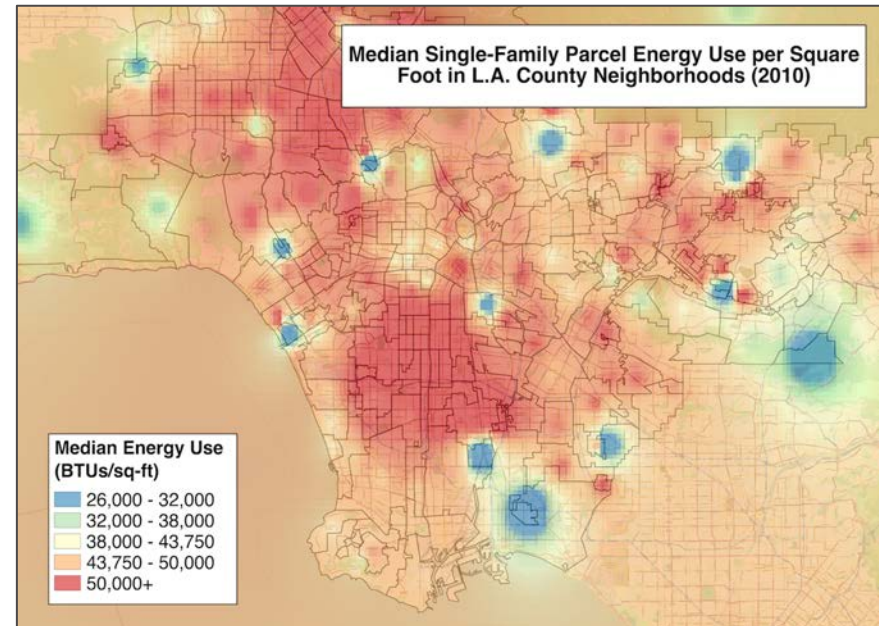 Median Single-Family Parcel Energy Use per Square
Foot in L.A. County Neighborhoods (2010)
Median Energy Use
(BTUs/sq-ft)
26,000 - 32,000
32,000 - 38,000
38,000 - 43,750
43,750 - 50,000
50,000+